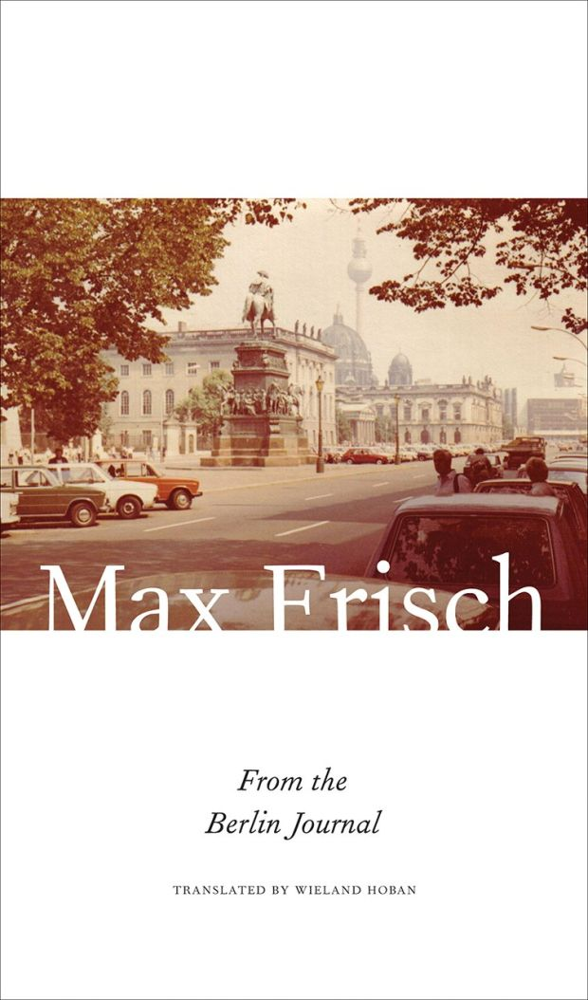 Max Frisch
From the
Berlin Journal
TRANSLATED BY WIELAND HOBAN